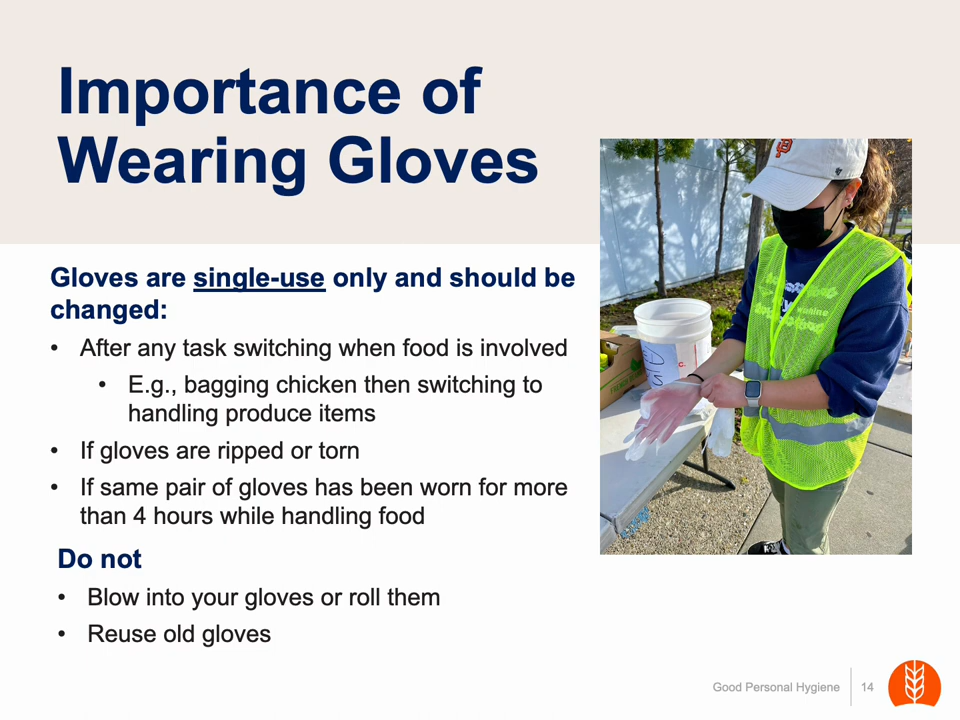 Importance of
Wearing Gloves
Gloves are single-use only and should be
changed:
• After any task switching when food is involved
• E.g., bagging chicken then switching to
handling produce items
• If gloves are ripped or torn
• If same pair of gloves has been worn for more
than 4 hours while handling food
Do not
• Blow into your gloves or roll them
• Reuse old gloves
Good Personal Hygiene
14